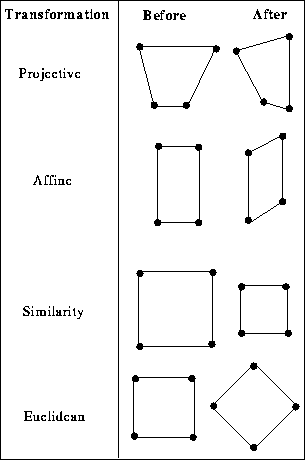 Transformation Before After
Projective
Affine
Similarity
Euclidean